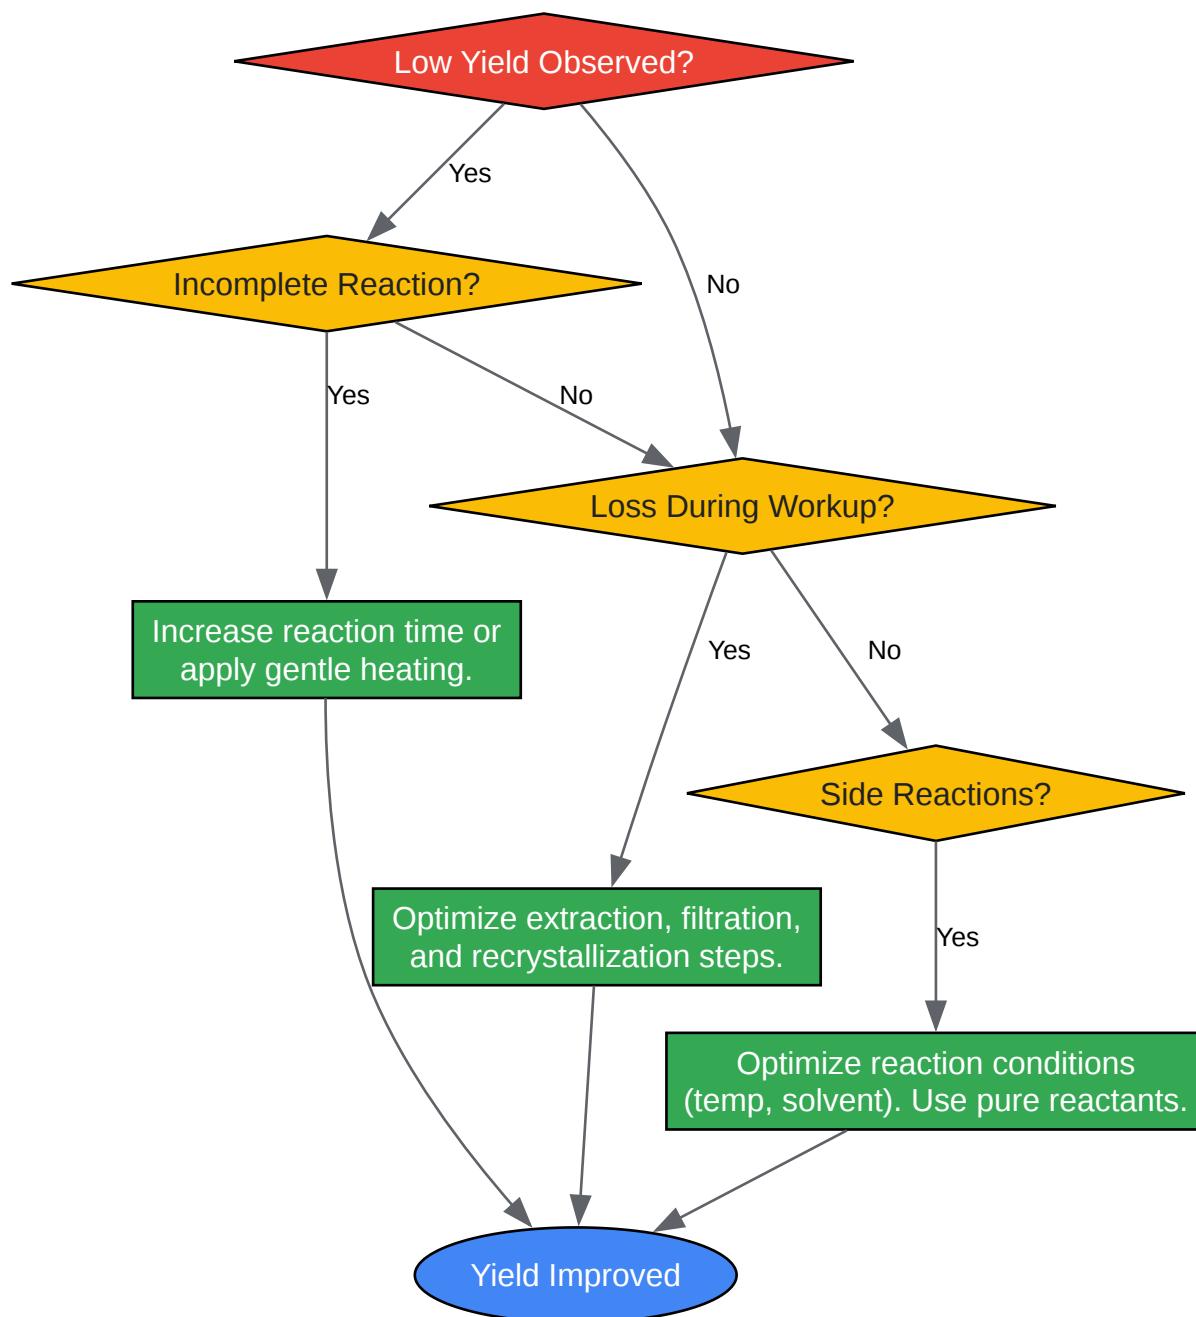 Low Yield Observed?
Yes
Incomplete Reaction?
No
Yes
No
Loss During Workup?
Increase reaction time or
apply gentle heating.
Yes
No
Side Reactions?
Optimize extraction, filtration,
and recrystallization steps.
Yes
Optimize reaction conditions
(temp, solvent). Use pure reactants.
Yield Improved